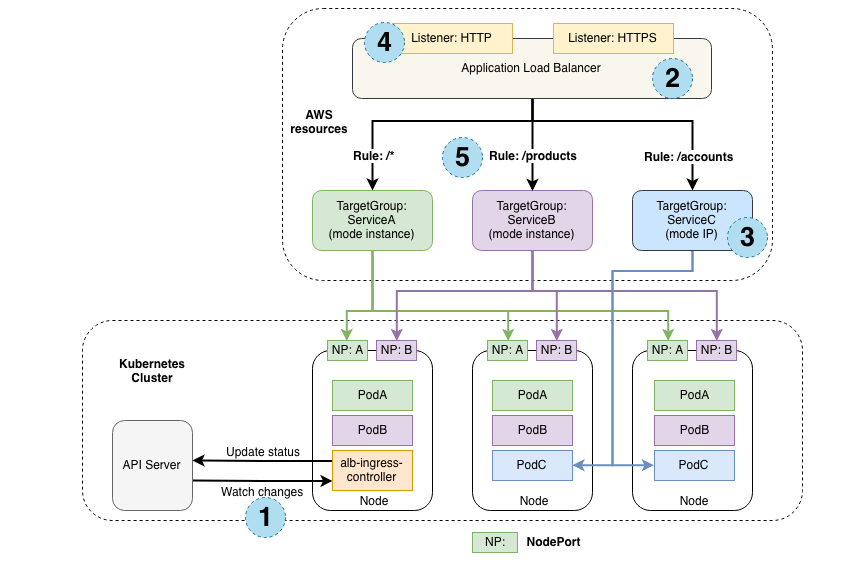 4
Listener: HTTP
Listener: HTTPS
Application Load Balancer
2
AWS
resources
Rule: /*
5
Rule: /products
Rule: /accounts
TargetGroup:
ServiceA
(mode instance)
TargetGroup:
ServiceB
(mode instance)
TargetGroup:
ServiceC
(mode IP)
3
Kubernetes
Cluster
NP: A
NP: B
NP: A
NP: B
NP: A
NP: B
PodA
PodB
alb-ingress-
controller
Node
PodA
PodB
PodC
Node
PodA
PodB
PodC
Node
API Server
Update status
Watch changes
1
NP:
NodePort